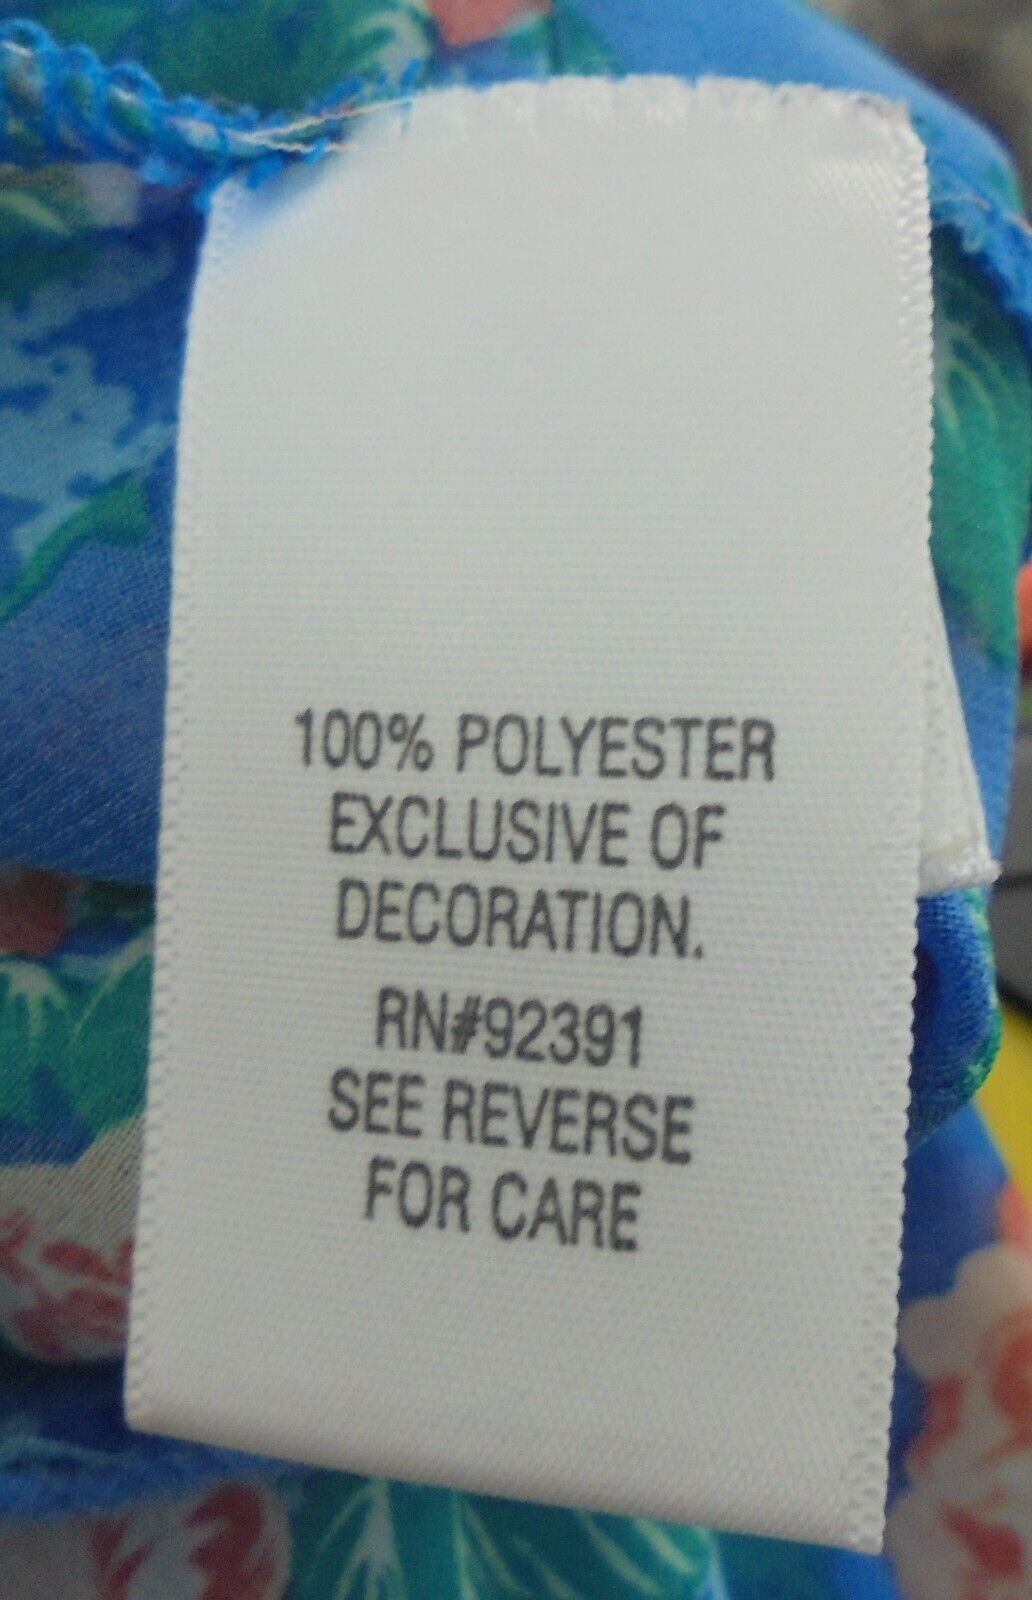 100% POLYESTER
EXCLUSIVE OF
DECORATION.
RN#92391
SEE REVERSE
FOR CARE